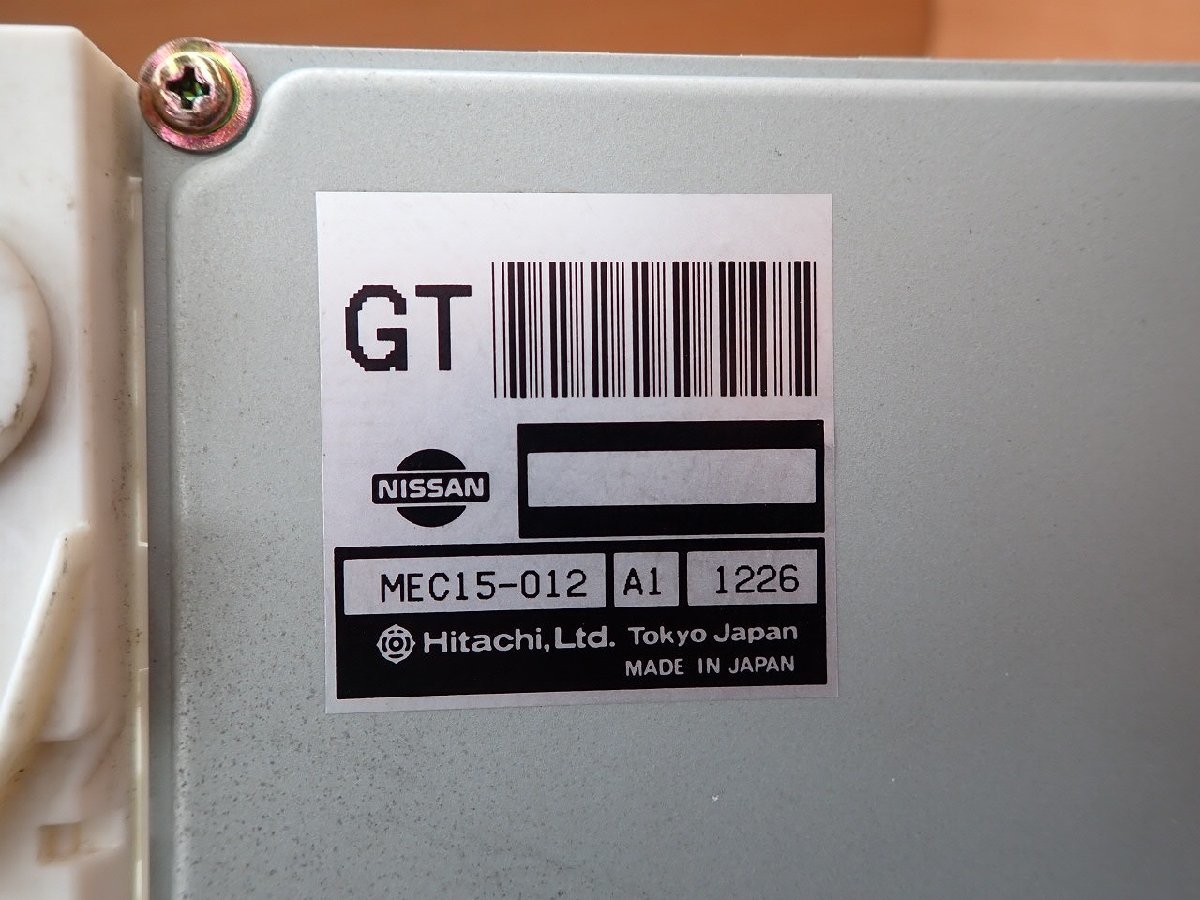 GT
NISSAN
MEC15-012 A1 1226
Hitachi, Ltd. Tokyo Japan
MADE IN JAPAN